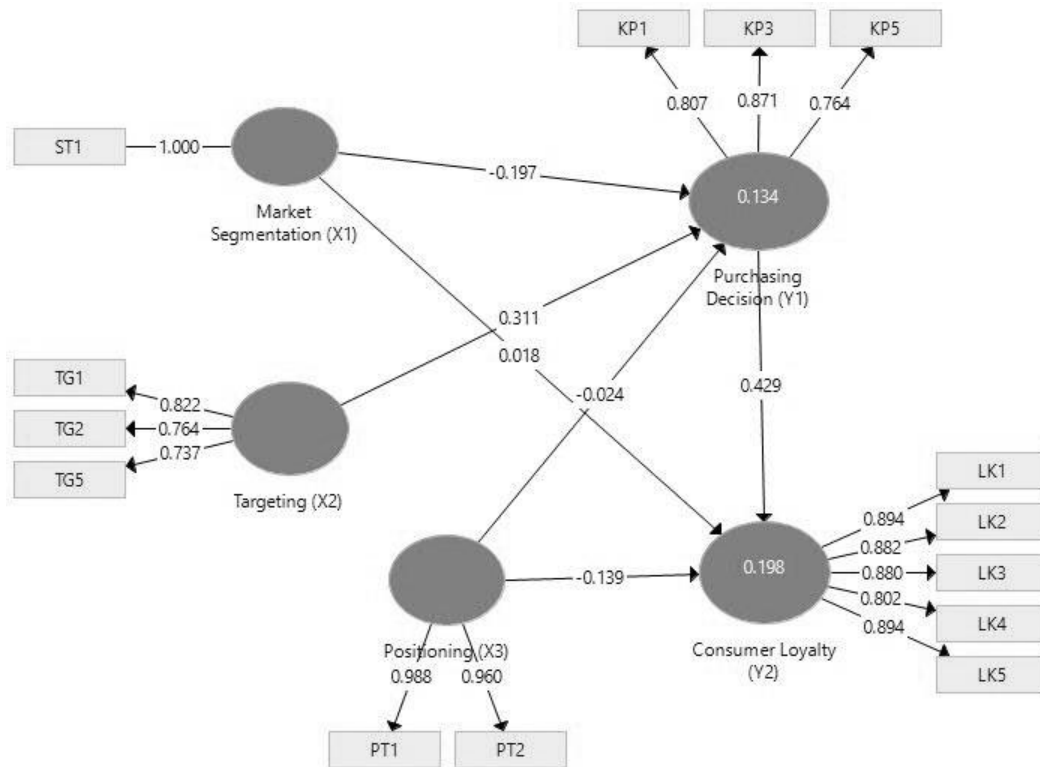 KP1
KP3
KP5
0.807
0.871
0.764
ST1
1.000
-0.197
0.134
Market
Segmentation (X1)
Purchasing
Decision (Y1)
0.311
0.018
TG1
TG2
TG5
0.822
0.764
0.737
-0.024
0.429
Targeting (X2)
LK1
LK2
LK3
LK4
LK5
0.894
0.882
0.880
0.802
0.894
-0.139
0.198
Positioning (X3)
Consumer Loyalty
(Y2)
0.988
0.960
PT1
PT2